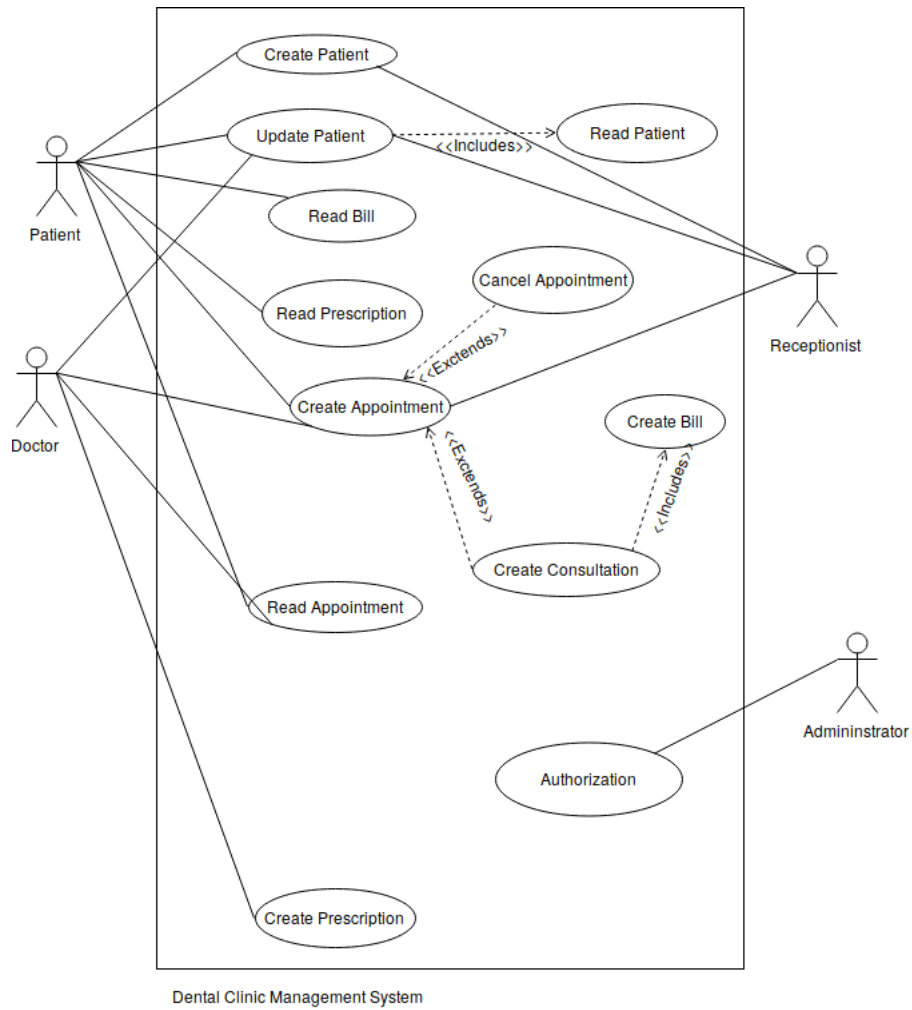 Create Patient
Update Patient
<<Includes>>
Read Patient
Patient
Read Bill
Cancel Appointment
Read Prescription
<<Exctends>>
Receptionist
Doctor
Create Appointment
Create Bill
<<Exctends>>
<<Includes>>
Create Consultation
Read Appointment
Admininstrator
Authorization
Create Prescription
Dental Clinic Management System